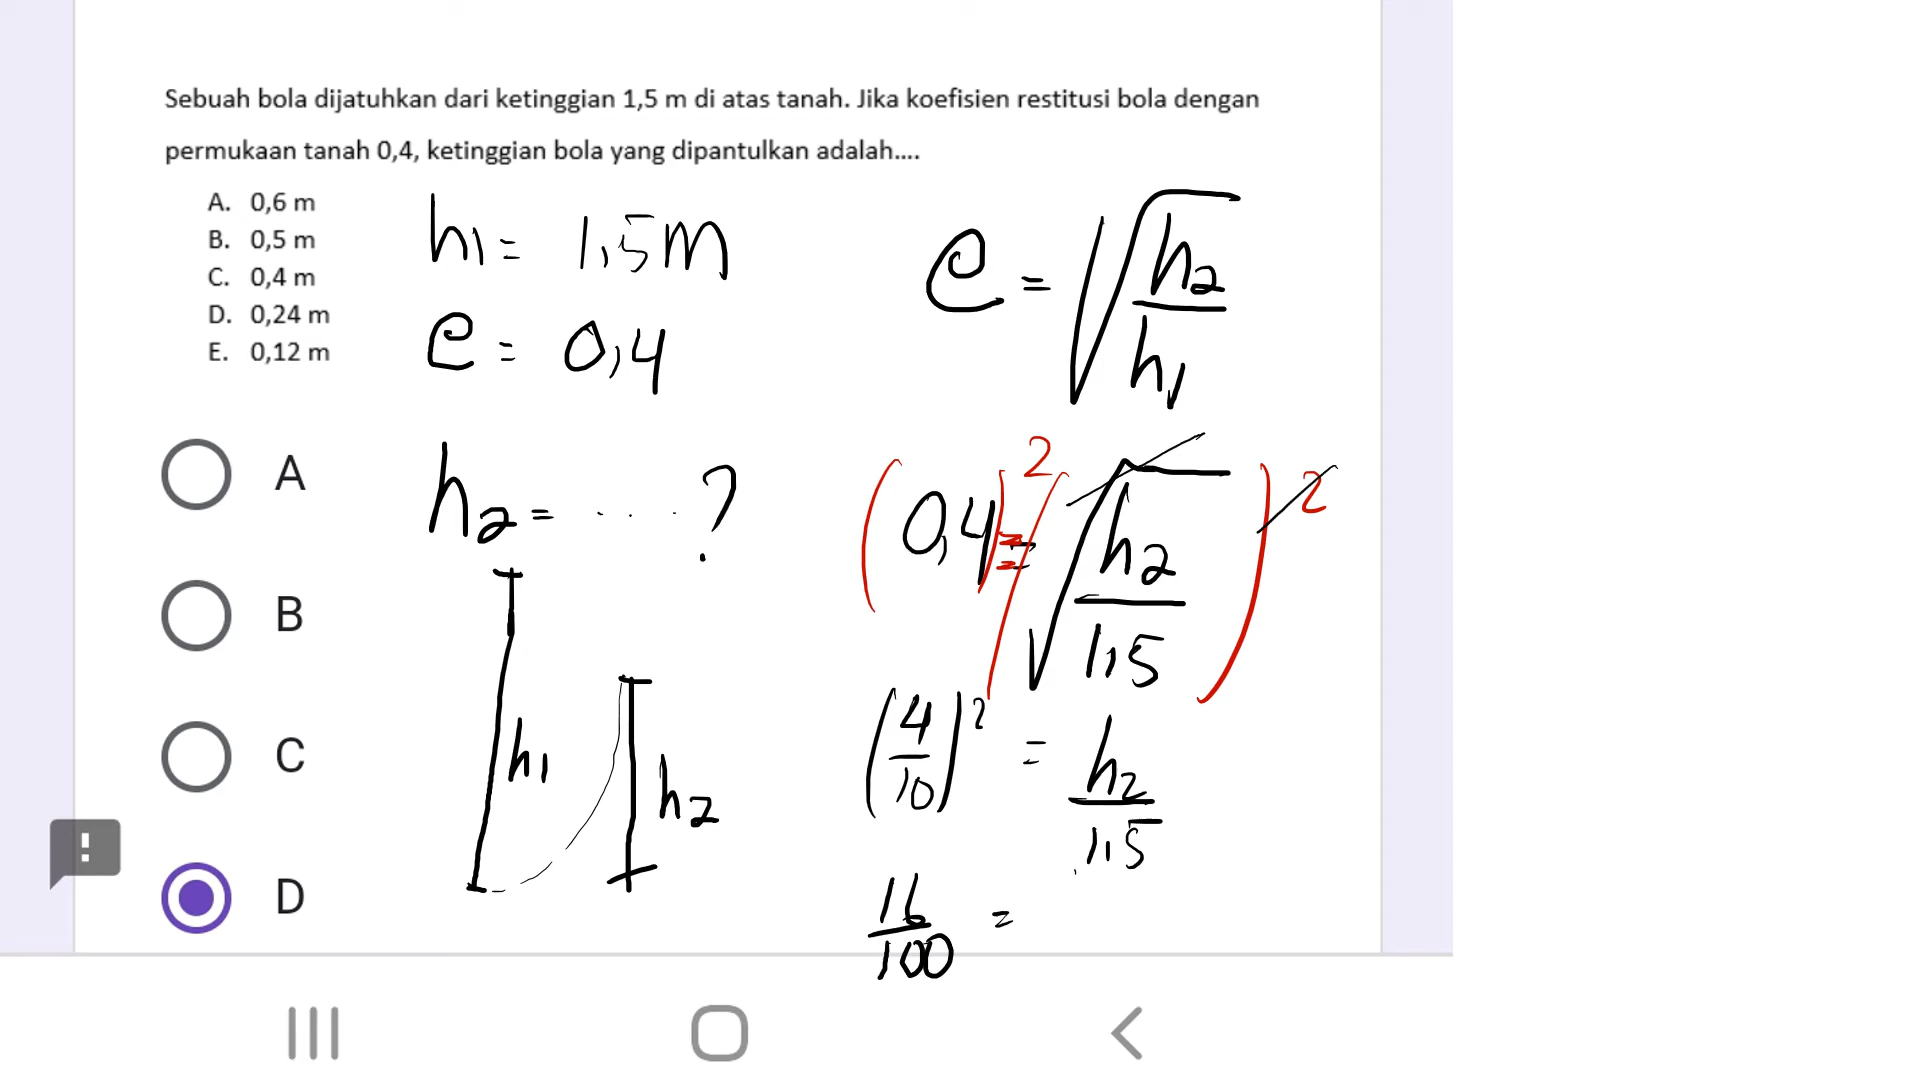 Sebuah bola dijatuhkan dari ketinggian 1,5 m di atas tanah. Jika koefisien restitusi bola dengan
permukaan tanah 0,4, ketinggian bola yang dipantulkan adalah....
A. 0,6 m
B. 0,5 m
C. 0,4 m
D. 0,24 m
E. 0,12 m
h1 = 1,5 m
e = 0,4
h2 = ... ?
h1
h2
e = √(h2/h1)
(0,4)² = (√(h2/1,5))²
(4/10)² = h2/1,5
16/100 =
A
B
C
D